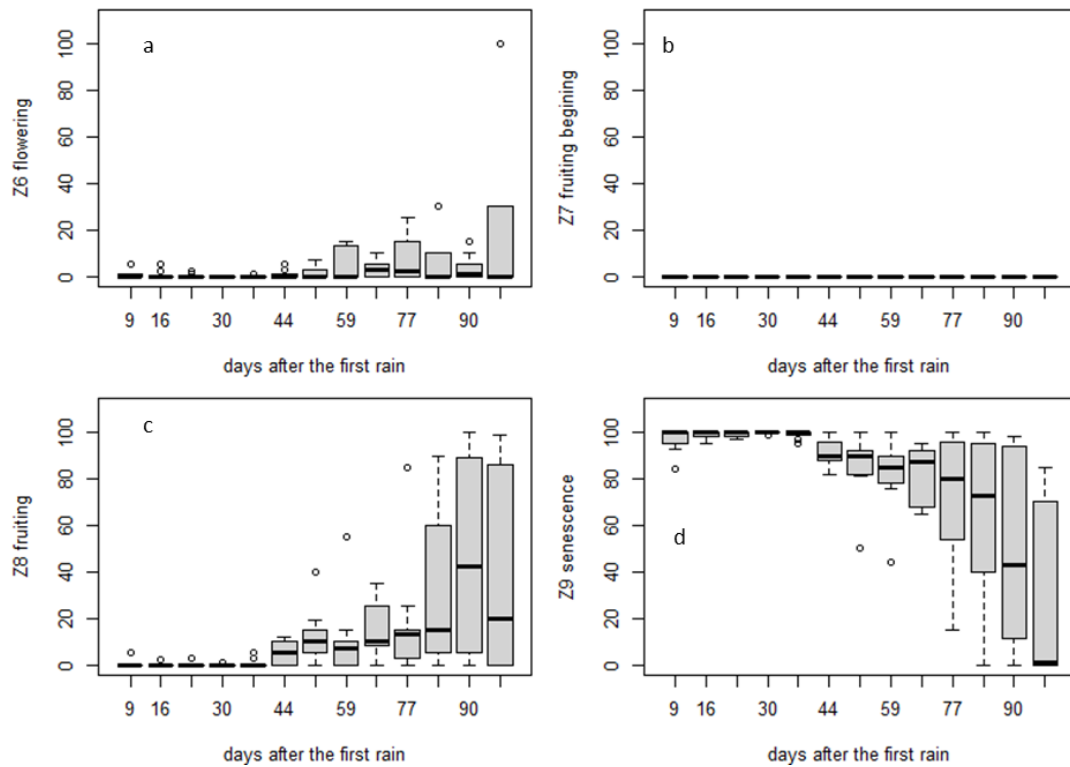 a
Z6 flowering
0 20 40 60 80 100
9 16 30 44 59 77 90
days after the first rain
b
Z7 fruiting begining
0 20 40 60 80 100
9 16 30 44 59 77 90
days after the first rain
c
Z8 fruiting
0 20 40 60 80 100
9 16 30 44 59 77 90
days after the first rain
d
Z9 senescence
0 20 40 60 80 100
9 16 30 44 59 77 90
days after the first rain